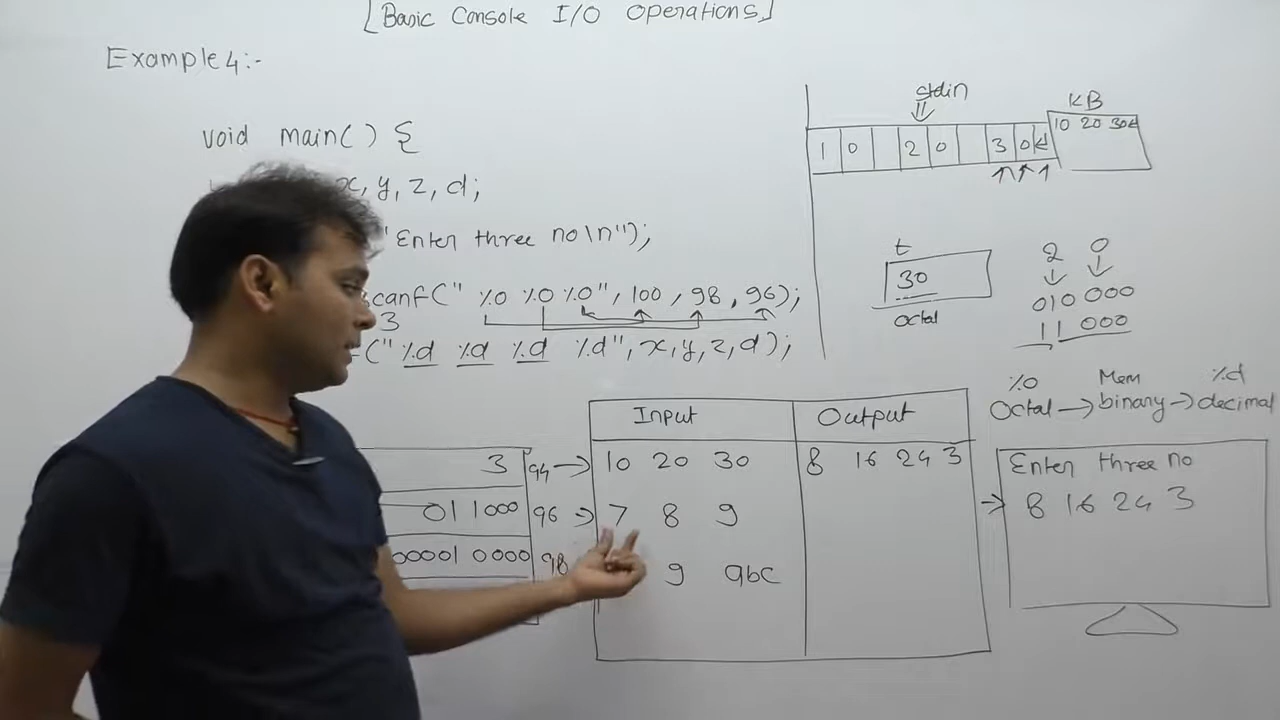 [Basic Console I/O Operations]
Example 4:-
void main() {
x, y, z, d;
"Enter three no\n");
scanf(" %o %o %o", 100, 98, 96);
3
f("%d %d %d %d", x, y, z, d);
stdin
KB
1 0 2 0 3 0 ↵
10 20 30↵
t
30
Octal
2 0
010 000
11 000
%o Mem %d
Octal → binary → decimal
Input Output
10 20 30 8 16 24 3
7 8 9
9 abc
3 94
01 1000 96
00001 0000 98
Enter three no
8 16 24 3